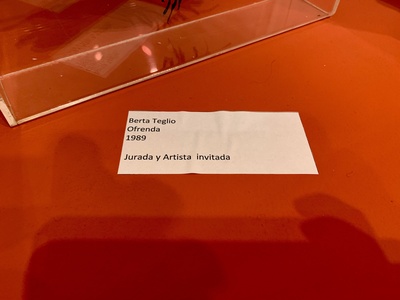 Berta Teglio
Ofrenda
1989
Jurada y Artista invitada